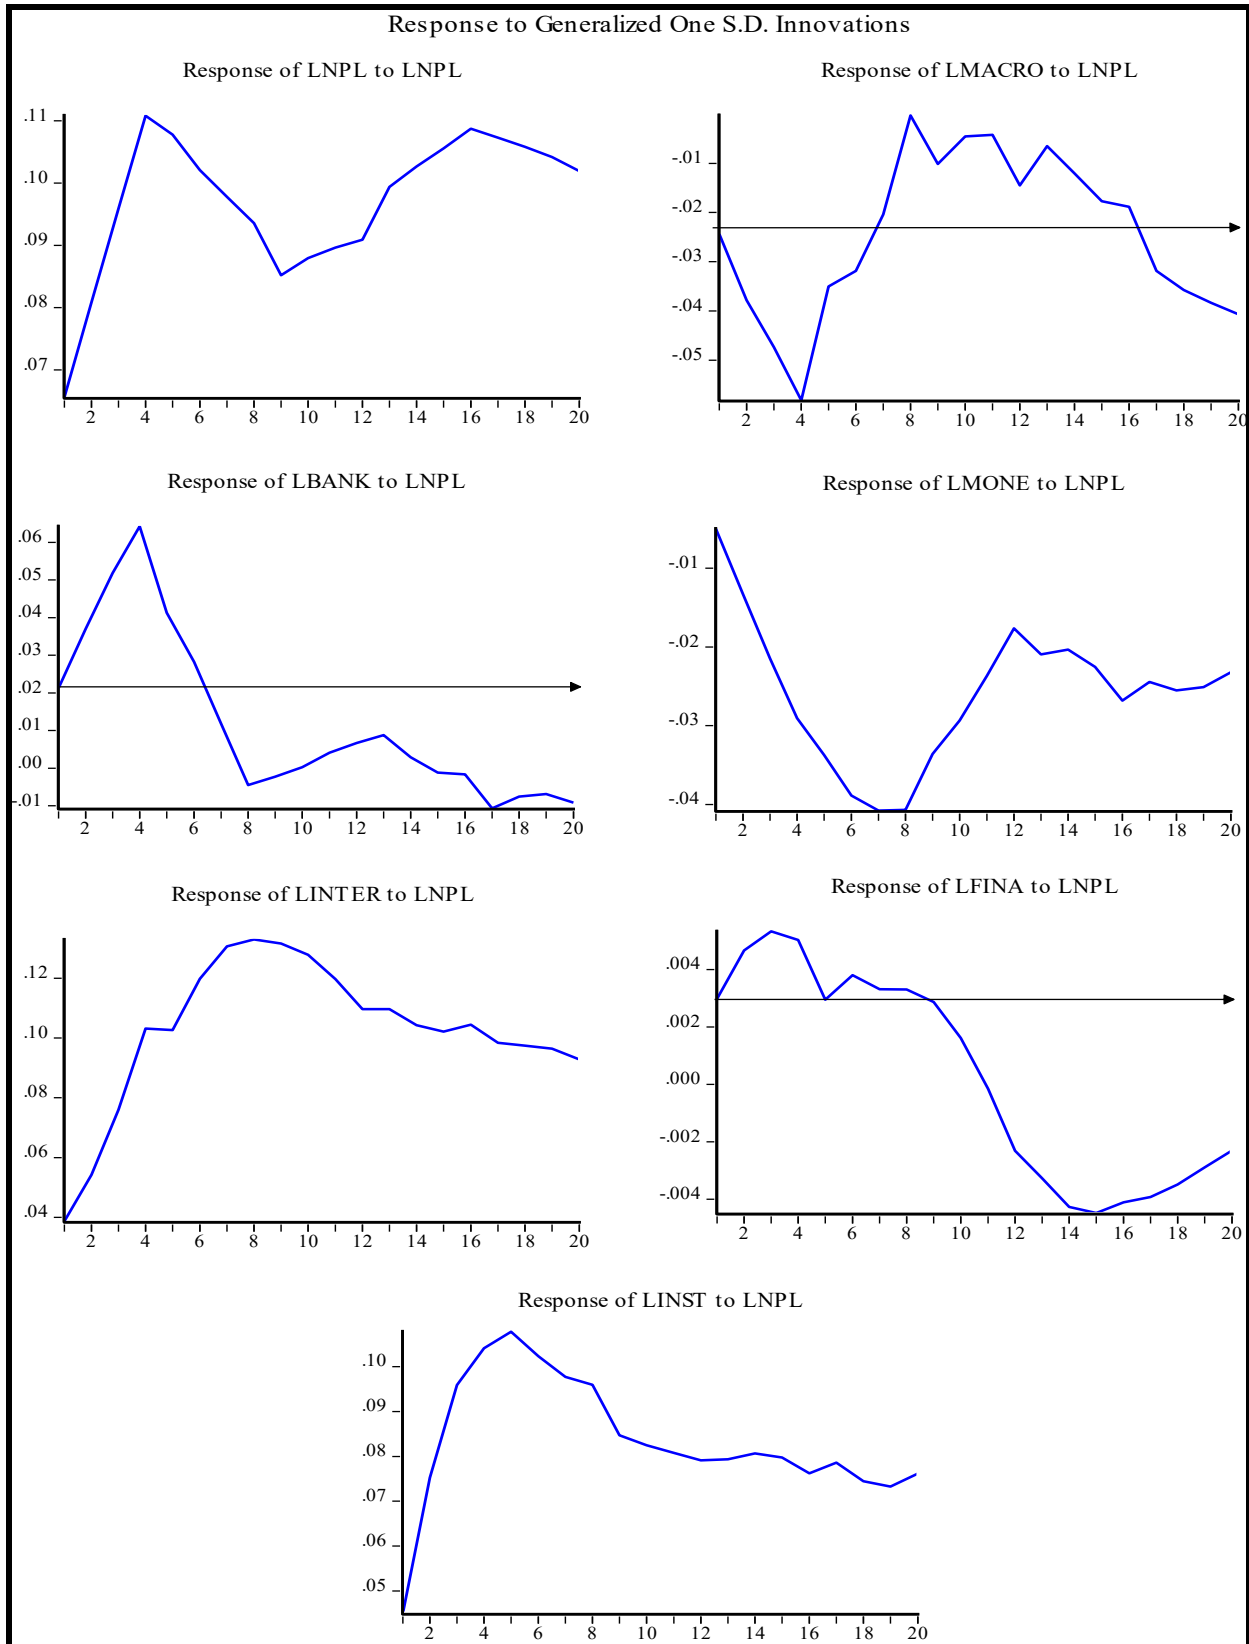 Response to Generalized One S.D. Innovations
Response of LNPL to LNPL
.11
.10
.09
.08
.07
2 4 6 8 10 12 14 16 18 20
Response of LMACRO to LNPL
-.01
-.02
-.03
-.04
-.05
2 4 6 8 10 12 14 16 18 20
Response of LBANK to LNPL
.06
.05
.04
.03
.02
.01
.00
-.01
2 4 6 8 10 12 14 16 18 20
Response of LMONE to LNPL
-.01
-.02
-.03
-.04
2 4 6 8 10 12 14 16 18 20
Response of LINTER to LNPL
.12
.10
.08
.06
.04
2 4 6 8 10 12 14 16 18 20
Response of LFINA to LNPL
.004
.002
.000
-.002
-.004
2 4 6 8 10 12 14 16 18 20
Response of LINST to LNPL
.10
.09
.08
.07
.06
.05
2 4 6 8 10 12 14 16 18 20